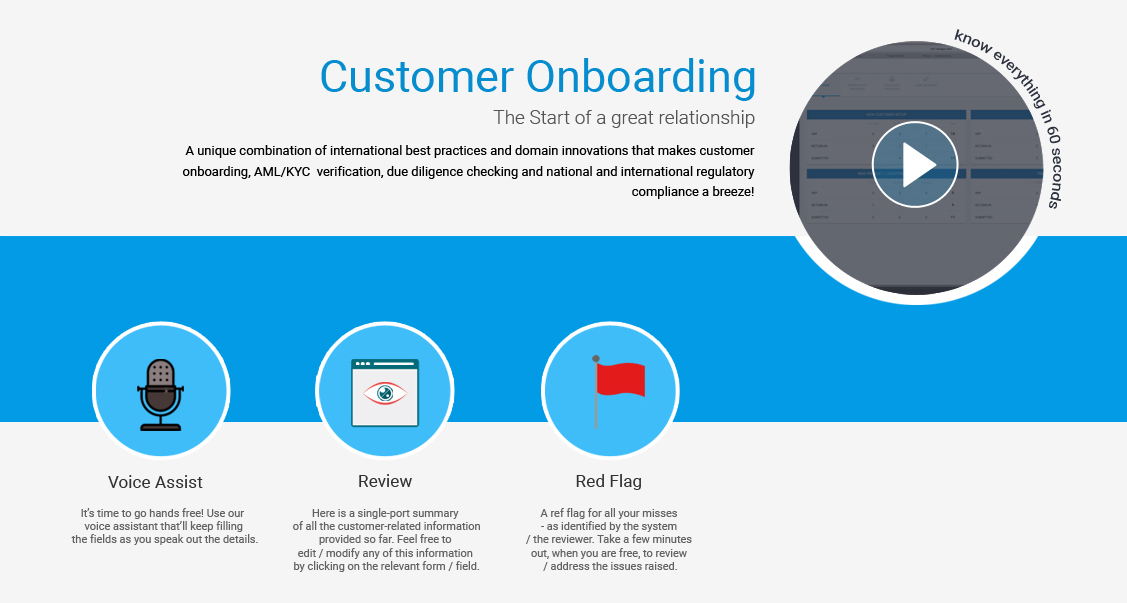 Customer Onboarding
The Start of a great relationship
A unique combination of international best practices and domain innovations that makes customer
onboarding, AML/KYC  verification, due diligence checking and national and international regulatory
compliance a breeze!
know everything in 60 seconds
Voice Assist
It's time to go hands free! Use our
voice assistant that'll keep filling
the fields as you speak out the details.
Review
Here is a single-port summary
of all the customer-related information
provided so far. Feel free to
edit / modify any of this information
by clicking on the relevant form / field.
Red Flag
A ref flag for all your misses
- as identified by the system
/ the reviewer. Take a few minutes
out, when you are free, to review
/ address the issues raised.